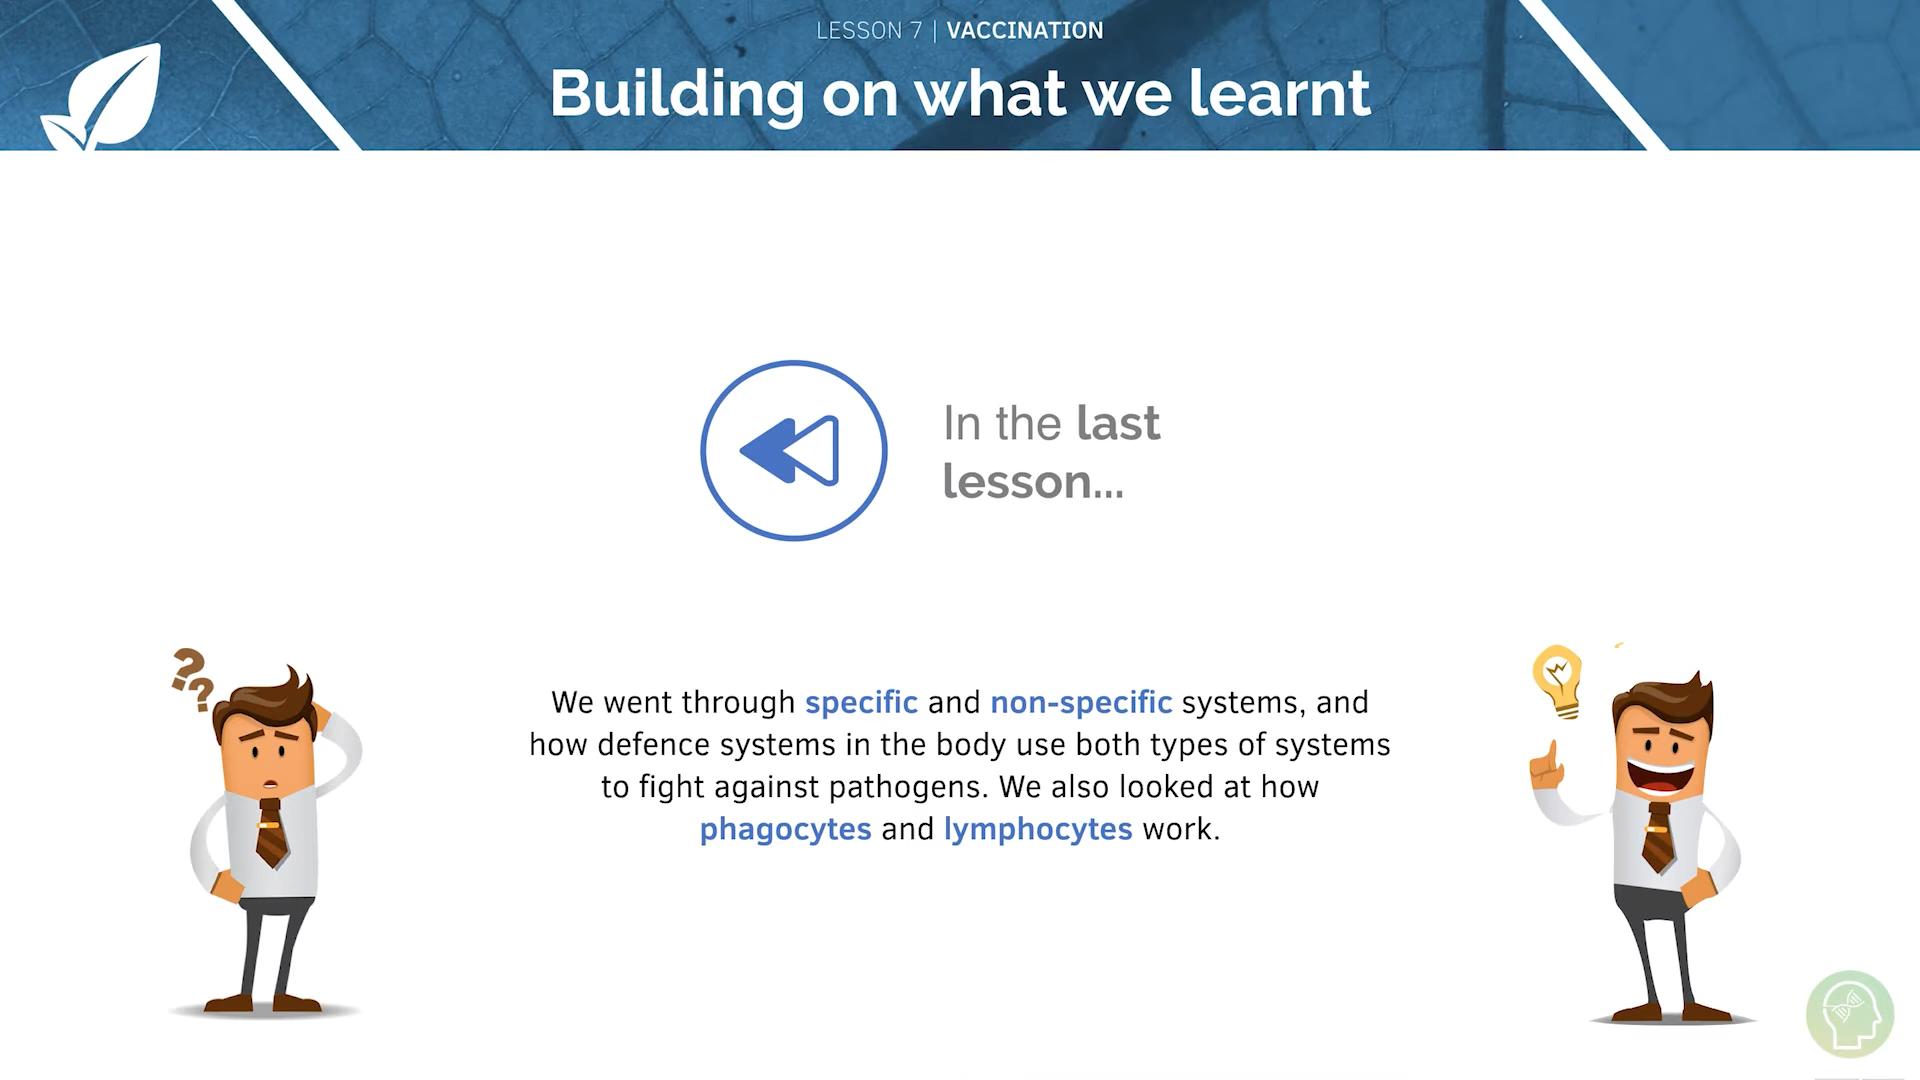 LESSON 7 | VACCINATION
Building on what we learnt
In the last
lesson...
??
We went through specific and non-specific systems, and
how defence systems in the body use both types of systems
to fight against pathogens. We also looked at how
phagocytes and lymphocytes work.